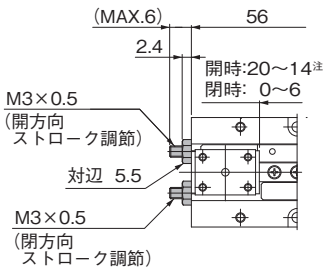 (MAX.6)
56
2.4
開時:20～14注
閉時: 0～6
M3×0.5
(開方向
ストローク調節)
対辺 5.5
M3×0.5
(閉方向
ストローク調節)